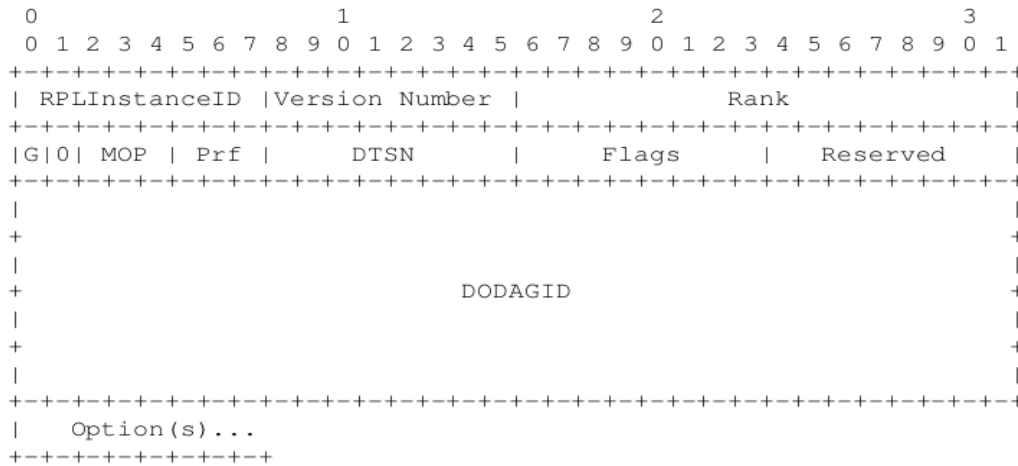 0                   1                   2                   3
 0 1 2 3 4 5 6 7 8 9 0 1 2 3 4 5 6 7 8 9 0 1 2 3 4 5 6 7 8 9 0 1
+-+-+-+-+-+-+-+-+-+-+-+-+-+-+-+-+-+-+-+-+-+-+-+-+-+-+-+-+-+-+-+-+
| RPLInstanceID |Version Number |             Rank              |
+-+-+-+-+-+-+-+-+-+-+-+-+-+-+-+-+-+-+-+-+-+-+-+-+-+-+-+-+-+-+-+-+
|G|0| MOP | Prf |     DTSN      |     Flags     |   Reserved    |
+-+-+-+-+-+-+-+-+-+-+-+-+-+-+-+-+-+-+-+-+-+-+-+-+-+-+-+-+-+-+-+-+
|                                                               |
+                                                               +
|                                                               |
+                            DODAGID                            +
|                                                               |
+                                                               +
|                                                               |
+-+-+-+-+-+-+-+-+-+-+-+-+-+-+-+-+-+-+-+-+-+-+-+-+-+-+-+-+-+-+-+-+
|   Option(s)...
+-+-+-+-+-+-+-+-+